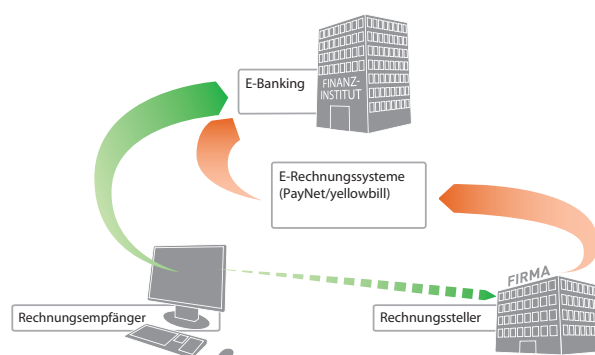 E-Banking
FINANZ-
INSTITUT
E-Rechnungssysteme
(PayNet/yellowbill)
FIRMA
Rechnungsempfänger
Rechnungssteller